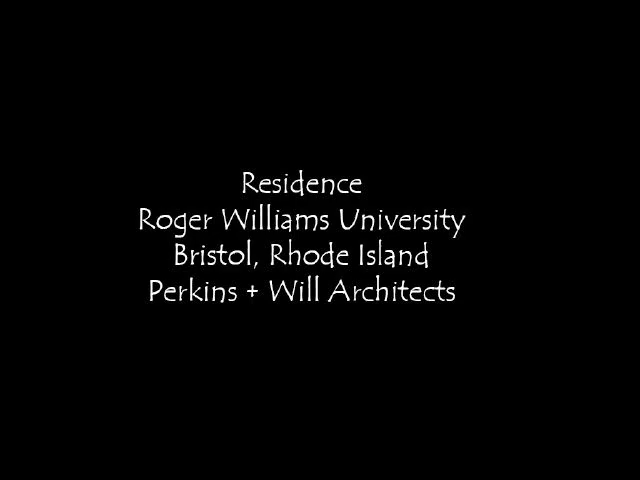 Residence
Roger Williams University
Bristol, Rhode Island
Perkins + Will Architects